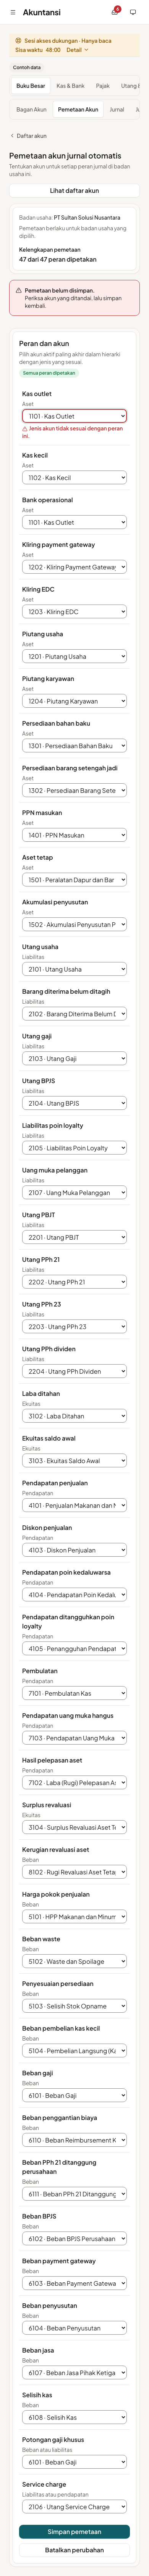 Akuntansi
6
Sesi akses dukungan · Hanya baca
Sisa waktu 48:00 Detail
Contoh data
Buku Besar Kas & Bank Pajak Utang &
Bagan Akun Pemetaan Akun Jurnal
Daftar akun
Pemetaan akun jurnal otomatis
Tentukan akun untuk setiap peran jurnal di badan
usaha ini.
Lihat daftar akun
Badan usaha: PT Sultan Solusi Nusantara
Pemetaan berlaku untuk badan usaha yang
dipilih.
Kelengkapan pemetaan
47 dari 47 peran dipetakan
Pemetaan belum disimpan.
Periksa akun yang ditandai, lalu simpan
kembali.
Peran dan akun
Pilih akun aktif paling akhir dalam hierarki
dengan jenis yang sesuai.
Semua peran dipetakan
Kas outlet
Aset
1101 · Kas Outlet
Jenis akun tidak sesuai dengan peran
ini.
Kas kecil
Aset
1102 · Kas Kecil
Bank operasional
Aset
1101 · Kas Outlet
Kliring payment gateway
Aset
1202 · Kliring Payment Gateway
Kliring EDC
Aset
1203 · Kliring EDC
Piutang usaha
Aset
1201 · Piutang Usaha
Piutang karyawan
Aset
1204 · Piutang Karyawan
Persediaan bahan baku
Aset
1301 · Persediaan Bahan Baku
Persediaan barang setengah jadi
Aset
1302 · Persediaan Barang Sete
PPN masukan
Aset
1401 · PPN Masukan
Aset tetap
Aset
1501 · Peralatan Dapur dan Bar
Akumulasi penyusutan
Aset
1502 · Akumulasi Penyusutan P
Utang usaha
Liabilitas
2101 · Utang Usaha
Barang diterima belum ditagih
Liabilitas
2102 · Barang Diterima Belum D
Utang gaji
Liabilitas
2103 · Utang Gaji
Utang BPJS
Liabilitas
2104 · Utang BPJS
Liabilitas poin loyalty
Liabilitas
2105 · Liabilitas Poin Loyalty
Uang muka pelanggan
Liabilitas
2107 · Uang Muka Pelanggan
Utang PBJT
Liabilitas
2201 · Utang PBJT
Utang PPh 21
Liabilitas
2202 · Utang PPh 21
Utang PPh 23
Liabilitas
2203 · Utang PPh 23
Utang PPh dividen
Liabilitas
2204 · Utang PPh Dividen
Laba ditahan
Ekuitas
3102 · Laba Ditahan
Ekuitas saldo awal
Ekuitas
3103 · Ekuitas Saldo Awal
Pendapatan penjualan
Pendapatan
4101 · Penjualan Makanan dan M
Diskon penjualan
Pendapatan
4103 · Diskon Penjualan
Pendapatan poin kedaluwarsa
Pendapatan
4104 · Pendapatan Poin Kedalu
Pendapatan ditangguhkan poin
loyalty
Pendapatan
4105 · Penangguhan Pendapat
Pembulatan
Pendapatan
7101 · Pembulatan Kas
Pendapatan uang muka hangus
Pendapatan
7103 · Pendapatan Uang Muka
Hasil pelepasan aset
Pendapatan
7102 · Laba (Rugi) Pelepasan As
Surplus revaluasi
Ekuitas
3104 · Surplus Revaluasi Aset Te
Kerugian revaluasi aset
Beban
8102 · Rugi Revaluasi Aset Tetap
Harga pokok penjualan
Beban
5101 · HPP Makanan dan Minum
Beban waste
Beban
5102 · Waste dan Spoilage
Penyesuaian persediaan
Beban
5103 · Selisih Stok Opname
Beban pembelian kas kecil
Beban
5104 · Pembelian Langsung (Ka
Beban gaji
Beban
6101 · Beban Gaji
Beban penggantian biaya
Beban
6110 · Beban Reimbursement K
Beban PPh 21 ditanggung
perusahaan
Beban
6111 · Beban PPh 21 Ditanggung
Beban BPJS
Beban
6102 · Beban BPJS Perusahaan
Beban payment gateway
Beban
6103 · Beban Payment Gatewa
Beban penyusutan
Beban
6104 · Beban Penyusutan
Beban jasa
Beban
6107 · Beban Jasa Pihak Ketiga
Selisih kas
Beban
6108 · Selisih Kas
Potongan gaji khusus
Beban atau liabilitas
6101 · Beban Gaji
Service charge
Liabilitas atau pendapatan
2106 · Utang Service Charge
Simpan pemetaan
Batalkan perubahan